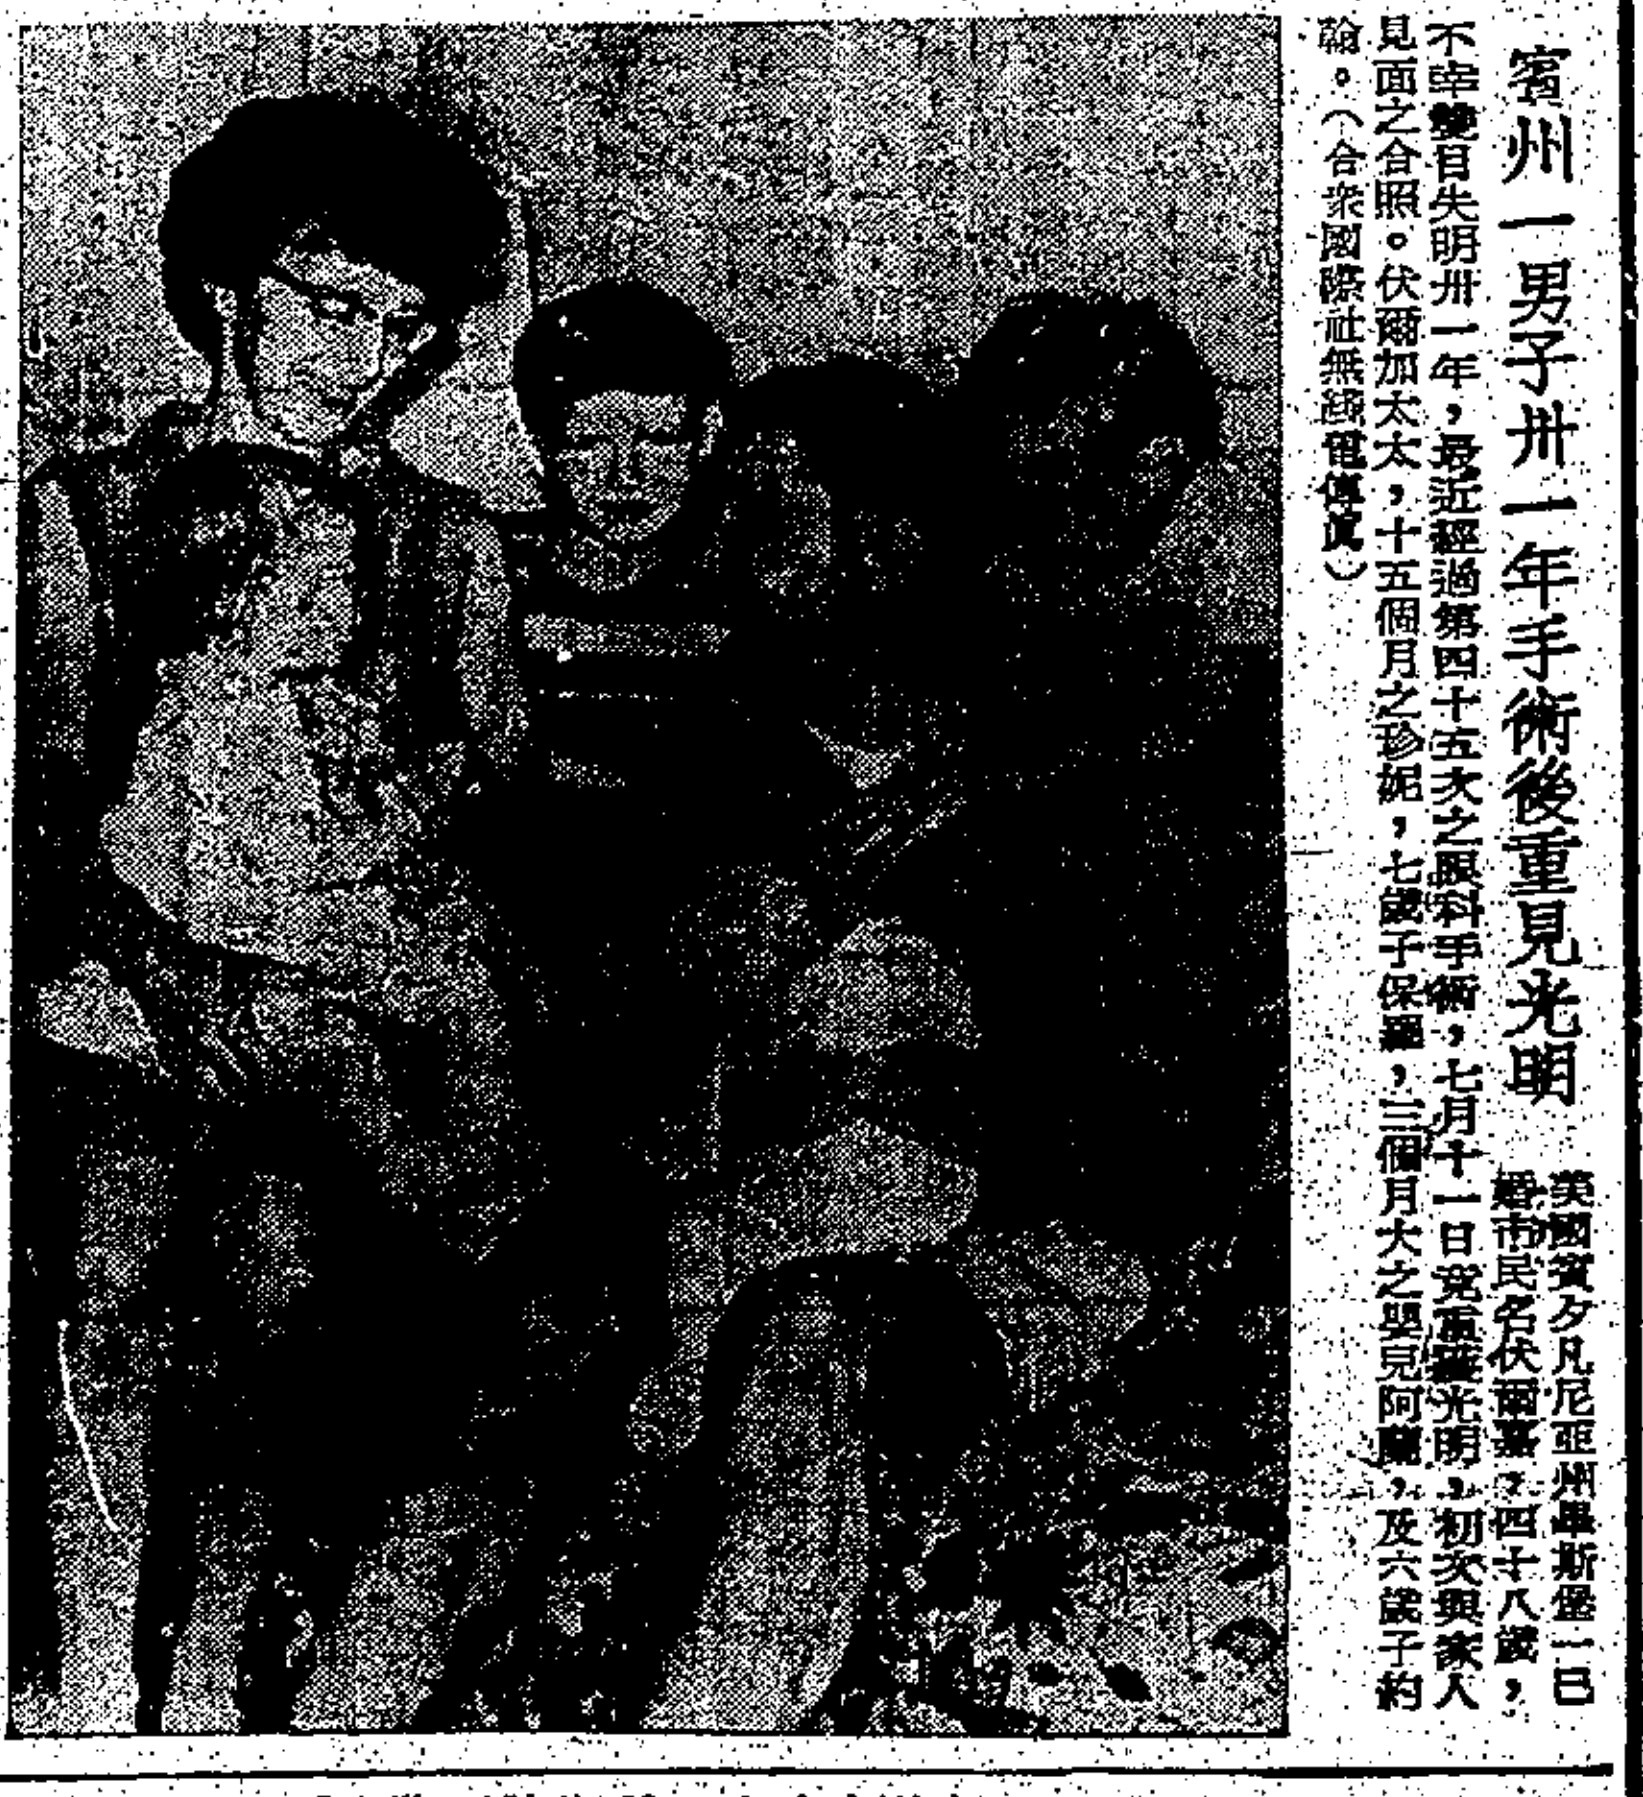 賓州一男子卅一年手術後重見光明
美國賓夕凡尼亞州畢斯堡一已
婚市民名伏爾嘉，四十八歲，
不幸雙目失明卅一年，最近經過第四十五次之眼科手術，七月十一日竟重獲光明，初次與家人
見面之合照。伏爾加太太，十五個月之珍妮，七歲子保羅，三個月大之嬰兒阿蘭，及六歲子約
翰。（合衆國際社無綫電傳眞）